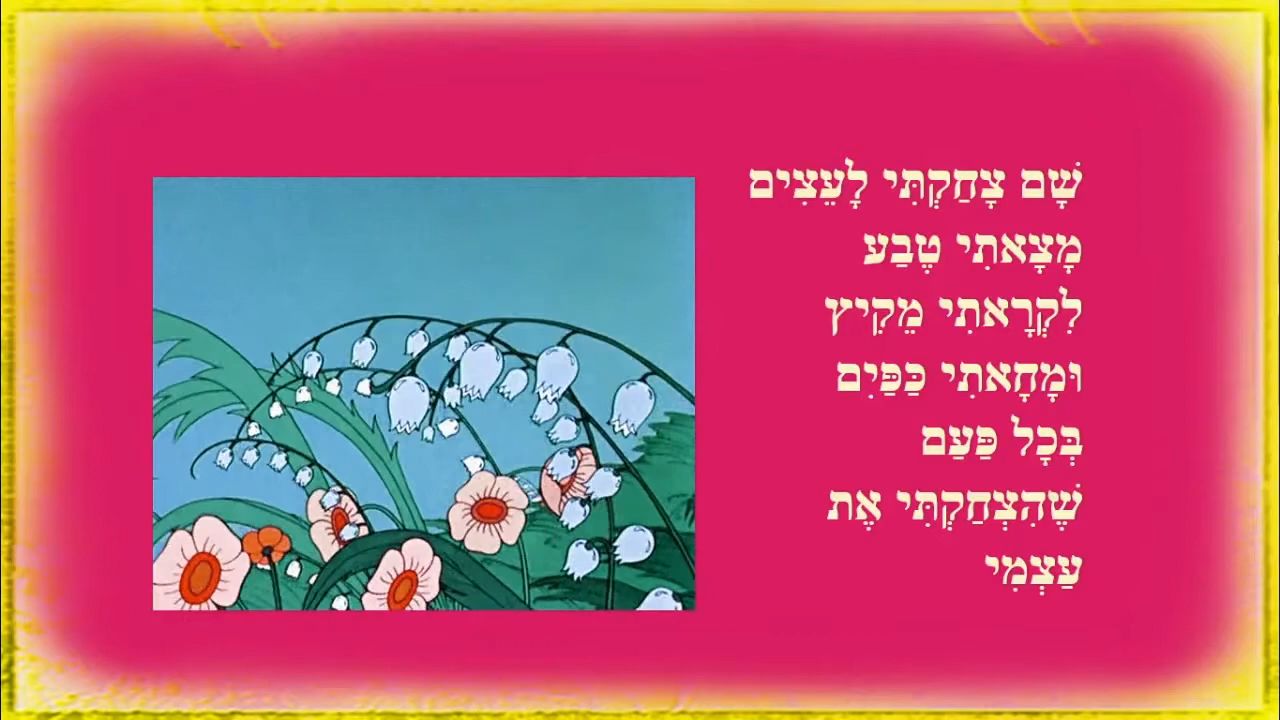 שָׁם צָחַקְתִּי לָעֵצִים
מָצָאתִי טֶבַע
לִקְרָאתִי מֵקִיץ
וּמָחָאתִי כַּפַּיִם
בְּכָל פַּעַם
שֶׁהִצְחַקְתִּי אֶת
עַצְמִי